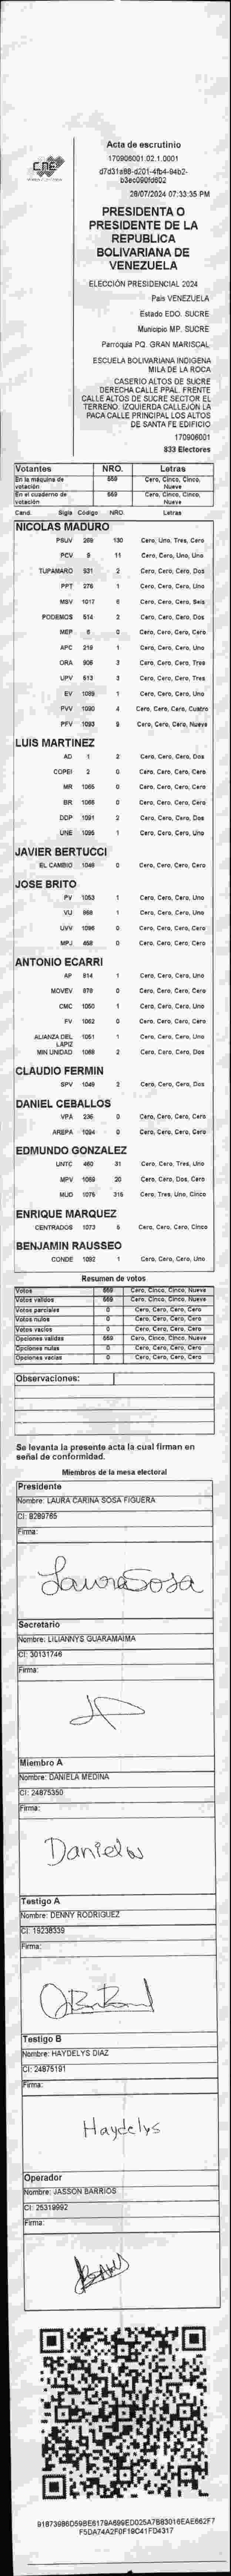 CNE
Acta de escrutinio
170906001.02.1.0001
d7d31a88-d201-4fb4-94b2-
b3ec090fd602
28/07/2024 07:33:35 PM
PRESIDENTA O
PRESIDENTE DE LA
REPUBLICA
BOLIVARIANA DE
VENEZUELA
ELECCIÓN PRESIDENCIAL 2024
País VENEZUELA
Estado EDO. SUCRE
Municipio MP. SUCRE
Parroquia PQ. GRAN MARISCAL
ESCUELA BOLIVARIANA INDIGENA
MILA DE LA ROCA
CASERIO ALTOS DE SUCRE
DERECHA CALLE PPAL. FRENTE
CALLE ALTOS DE SUCRE SECTOR EL
TERRENO. IZQUIERDA CALLEJON LA
PACA CALLE PRINCIPAL LOS ALTOS
DE SANTA FE EDIFICIO
170906001
833 Electores
Votantes NRO. Letras
En la máquina de votación 559 Cero, Cinco, Cinco, Nueve
En el cuaderno de votación 559 Cero, Cinco, Cinco, Nueve
Cand. Sigla Código NRO. Letras
NICOLAS MADURO
PSUV 269 130 Cero, Uno, Tres, Cero
PCV 9 11 Cero, Cero, Uno, Uno
TUPAMARO 531 2 Cero, Cero, Cero, Dos
PPT 276 1 Cero, Cero, Cero, Uno
MSV 1017 6 Cero, Cero, Cero, Seis
PODEMOS 514 2 Cero, Cero, Cero, Dos
MEP 6 0 Cero, Cero, Cero, Cero
APC 219 1 Cero, Cero, Cero, Uno
ORA 906 3 Cero, Cero, Cero, Tres
UPV 613 3 Cero, Cero, Cero, Tres
EV 1089 1 Cero, Cero, Cero, Uno
PVV 1090 4 Cero, Cero, Cero, Cuatro
PFV 1093 9 Cero, Cero, Cero, Nueve
LUIS MARTINEZ
AD 1 2 Cero, Cero, Cero, Dos
COPEI 2 0 Cero, Cero, Cero, Cero
MR 1065 0 Cero, Cero, Cero, Cero
BR 1066 0 Cero, Cero, Cero, Cero
DDP 1091 2 Cero, Cero, Cero, Dos
UNE 1095 1 Cero, Cero, Cero, Uno
JAVIER BERTUCCI
EL CAMBIO 1048 0 Cero, Cero, Cero, Cero
JOSE BRITO
PV 1053 1 Cero, Cero, Cero, Uno
VU 868 1 Cero, Cero, Cero, Uno
UVV 1096 0 Cero, Cero, Cero, Cero
MPJ 458 0 Cero, Cero, Cero, Cero
ANTONIO ECARRI
AP 814 1 Cero, Cero, Cero, Uno
MOVEV 878 0 Cero, Cero, Cero, Cero
CMC 1050 1 Cero, Cero, Cero, Uno
FV 1062 0 Cero, Cero, Cero, Cero
ALIANZA DEL LAPIZ 1051 1 Cero, Cero, Cero, Uno
MIN UNIDAD 1088 2 Cero, Cero, Cero, Dos
CLAUDIO FERMIN
SPV 1049 2 Cero, Cero, Cero, Dos
DANIEL CEBALLOS
VPA 236 0 Cero, Cero, Cero, Cero
AREPA 1094 0 Cero, Cero, Cero, Cero
EDMUNDO GONZALEZ
UNTC 460 31 Cero, Cero, Tres, Uno
MPV 1069 20 Cero, Cero, Dos, Cero
MUD 1076 315 Cero, Tres, Uno, Cinco
ENRIQUE MARQUEZ
CENTRADOS 1073 5 Cero, Cero, Cero, Cinco
BENJAMIN RAUSSEO
CONDE 1092 1 Cero, Cero, Cero, Uno
Resumen de votos
Votos 559 Cero, Cinco, Cinco, Nueve
Votos validos 559 Cero, Cinco, Cinco, Nueve
Votos parciales 0 Cero, Cero, Cero, Cero
Votos nulos 0 Cero, Cero, Cero, Cero
Votos vacíos 0 Cero, Cero, Cero, Cero
Opciones validas 559 Cero, Cinco, Cinco, Nueve
Opciones nulas 0 Cero, Cero, Cero, Cero
Opciones vacías 0 Cero, Cero, Cero, Cero
Observaciones:
Se levanta la presente acta la cual firman en
señal de conformidad.
Miembros de la mesa electoral
Presidente
Nombre: LAURA CARINA SOSA FIGUERA
CI: 8289765
Firma:
Laura Sosa
Secretario
Nombre: LILIANNYS GUARAMAIMA
CI: 30131746
Firma:
Miembro A
Nombre: DANIELA MEDINA
CI: 24875350
Firma:
Daniela
Testigo A
Nombre: DENNY RODRIGUEZ
CI: 19238339
Firma:
Testigo B
Nombre: HAYDELYS DIAZ
CI: 24875191
Firma:
Haydelys
Operador
Nombre: JASSON BARRIOS
CI: 25319992
Firma:
F5DA74A2F0F19C41FD4317